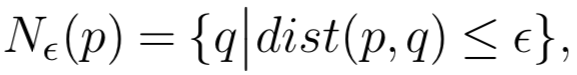 N_ϵ(p) = {q|dist(p, q) ≤ ϵ},